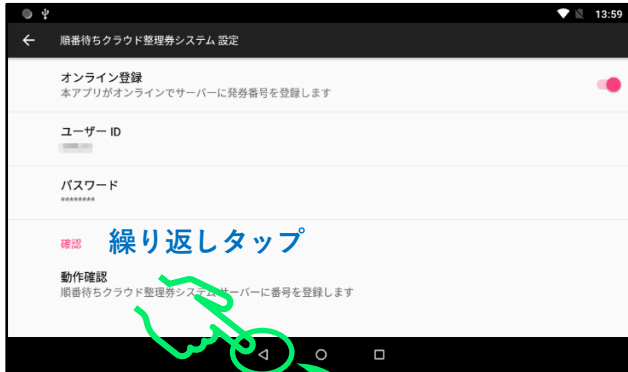 13:59
順番待ちクラウド整理券システム 設定
オンライン登録
本アプリがオンラインでサーバーに発券番号を登録します
ユーザー ID
パスワード
********
確認
繰り返しタップ
動作確認
順番待ちクラウド整理券システムサーバーに番号を登録します